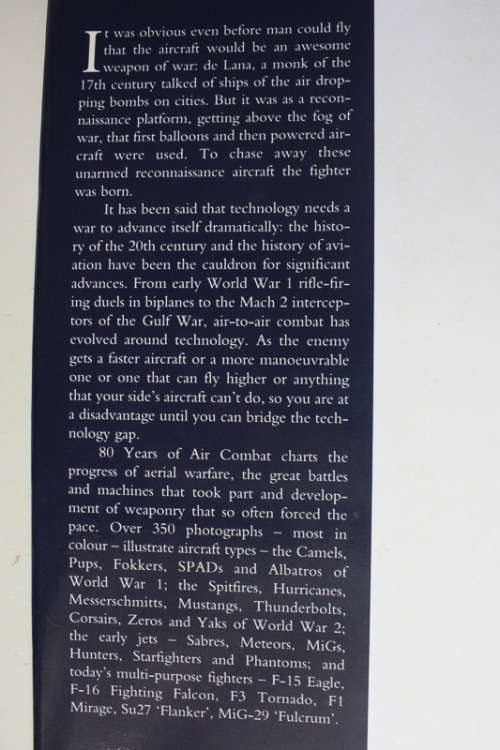 It was obvious even before man could fly
that the aircraft would be an awesome
weapon of war: de Lana, a monk of the
17th century talked of ships of the air drop-
ping bombs on cities. But it was as a recon-
naissance platform, getting above the fog of
war, that first balloons and then powered air-
craft were used. To chase away these
unarmed reconnaissance aircraft the fighter
was born.
It has been said that technology needs a
war to advance itself dramatically: the histo-
ry of the 20th century and the history of avi-
ation have been the cauldron for significant
advances. From early World War 1 rifle-fir-
ing duels in biplanes to the Mach 2 intercep-
tors of the Gulf War, air-to-air combat has
evolved around technology. As the enemy
gets a faster aircraft or a more manoeuvrable
one or one that can fly higher or anything
that your side's aircraft can't do, so you are at
a disadvantage until you can bridge the tech-
nology gap.
80 Years of Air Combat charts the
progress of aerial warfare, the great battles
and machines that took part and develop-
ment of weaponry that so often forced the
pace. Over 350 photographs – most in
colour – illustrate aircraft types – the Camels,
Pups, Fokkers, SPADs and Albatros of
World War 1; the Spitfires, Hurricanes,
Messerschmitts, Mustangs, Thunderbolts,
Corsairs, Zeros and Yaks of World War 2;
the early jets – Sabres, Meteors, MiGs,
Hunters, Starfighters and Phantoms; and
today's multi-purpose fighters – F-15 Eagle,
F-16 Fighting Falcon, F3 Tornado, F1
Mirage, Su27 'Flanker', MiG-29 'Fulcrum'.